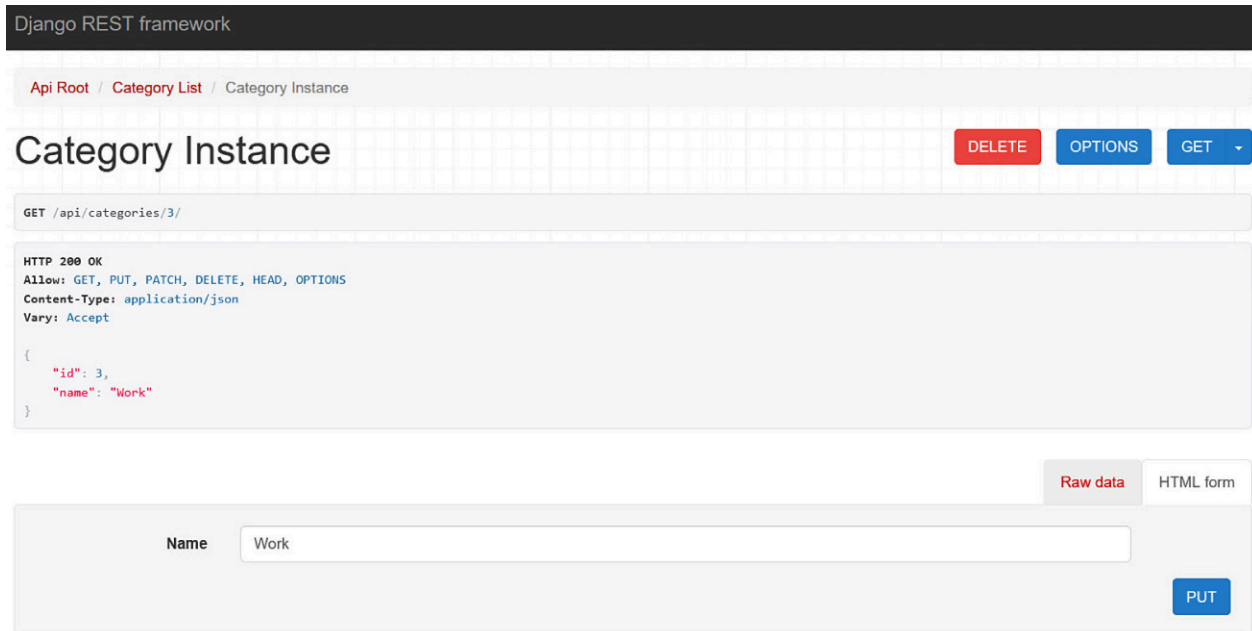 Django REST framework
Api Root / Category List / Category Instance
Category Instance
DELETE OPTIONS GET
GET /api/categories/3/
HTTP 200 OK
Allow: GET, PUT, PATCH, DELETE, HEAD, OPTIONS
Content-Type: application/json
Vary: Accept
{
"id": 3,
"name": "Work"
}
Raw data HTML form
Name Work
PUT